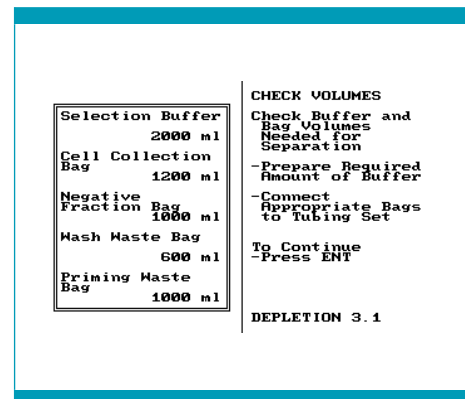 Selection Buffer
2000 ml
Cell Collection
Bag
1200 ml
Negative
Fraction Bag
1000 ml
Wash Waste Bag
600 ml
Priming Waste
Bag
1000 ml
CHECK VOLUMES
Check Buffer and
Bag Volumes
Needed for
Separation
-Prepare Required
Amount of Buffer
-Connect
Appropriate Bags
to Tubing Set
To Continue
-Press ENT
DEPLETION 3.1